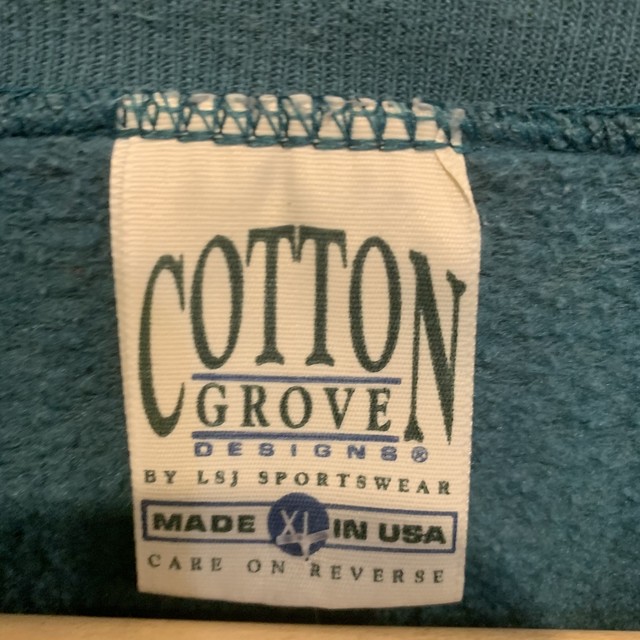 COTTON
GROVE
DESIGNS®
BY LSJ SPORTSWEAR
MADE XL IN USA
CARE ON REVERSE